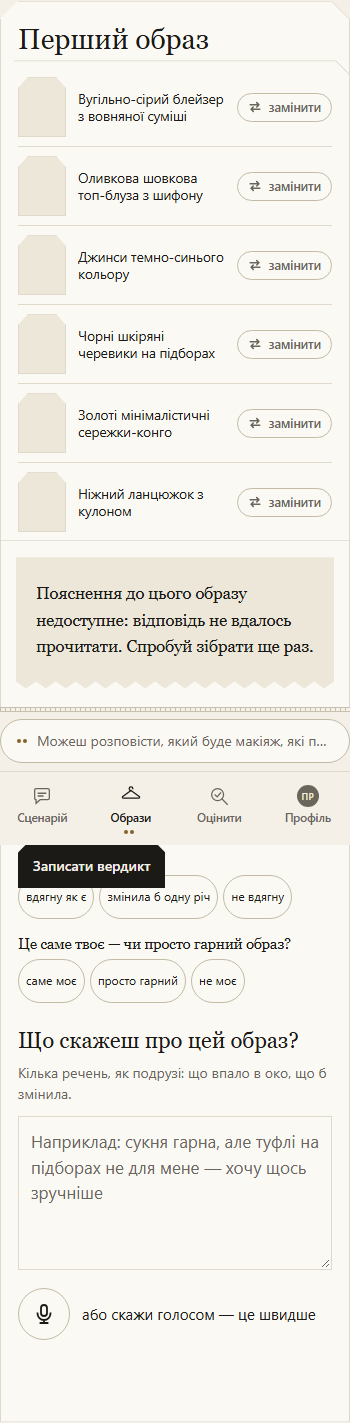 Перший образ
Вугільно-сірий блейзер
з вовняної суміші
замінити
Оливкова шовкова
топ-блуза з шифону
замінити
Джинси темно-синього
кольору
замінити
Чорні шкіряні
черевики на підборах
замінити
Золоті мінімалістичні
сережки-конго
замінити
Ніжний ланцюжок з
кулоном
замінити
Пояснення до цього образу
недоступне: відповідь не вдалось
прочитати. Спробуй зібрати ще раз.
Можеш розповісти, який буде макіяж, які п...
Сценарій
Образи
Оцінити
ПР
Профіль
Записати вердикт
вдягну як є
змінила б одну річ
не вдягну
Це саме твоє — чи просто гарний образ?
саме моє
просто гарний
не моє
Що скажеш про цей образ?
Кілька речень, як подрузі: що впало в око, що б
змінила.
Наприклад: сукня гарна, але туфлі на
підборах не для мене — хочу щось
зручніше
або скажи голосом — це швидше